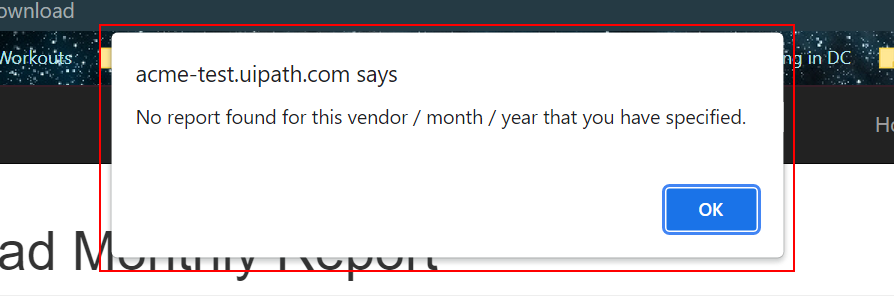 ownload
Workouts
ng in DC
acme-test.uipath.com says
No report found for this vendor / month / year that you have specified.
OK
Ho
ad Monthly Report